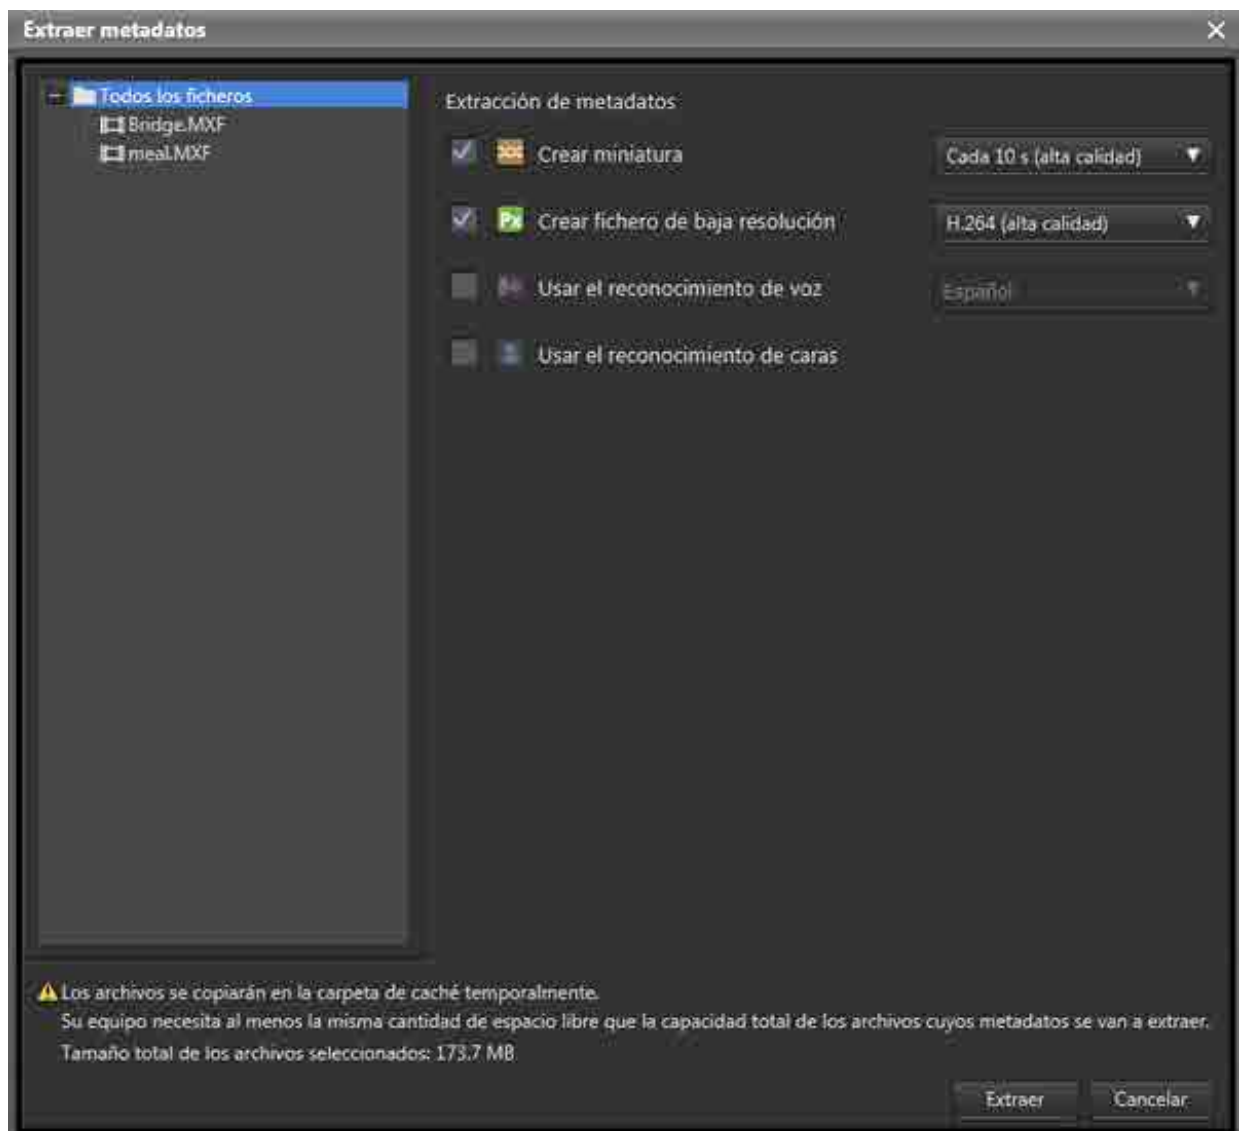 Extraer metadatos
Todos los ficheros
Bridge.MXF
meal.MXF
Extracción de metadatos
Crear miniatura
Cada 10 s (alta calidad)
Px
Crear fichero de baja resolución
H.264 (alta calidad)
Usar el reconocimiento de voz
Español
Usar el reconocimiento de caras
Los archivos se copiarán en la carpeta de caché temporalmente.
Su equipo necesita al menos la misma cantidad de espacio libre que la capacidad total de los archivos cuyos metadatos se van a extraer.
Tamaño total de los archivos seleccionados: 173.7 MB
Extraer
Cancelar